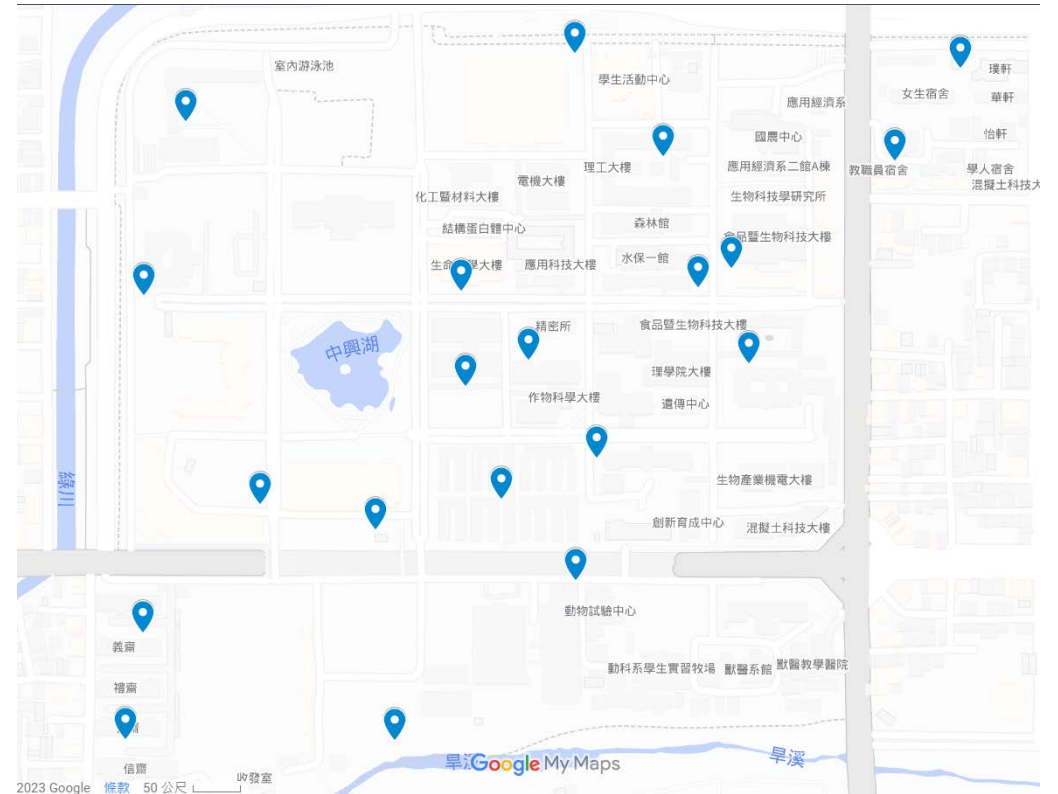 室內游泳池
學生活動中心
應用經濟系
女生宿舍
璞軒
華軒
怡軒
國農中心
理工大樓
電機大樓
應用經濟系二館A棟
教職員宿舍
學人宿舍
混擬土科技大
化工暨材料大樓
生物科技學研究所
結構蛋白體中心
森林館
食品暨生物科技大樓
生命 學大樓
應用科技大樓
水保一館
中興湖
精密所
食品暨生物科技大樓
理學院大樓
作物科學大樓
遺傳中心
綠川
生物產業機電大樓
創新育成中心
混擬土科技大樓
動物試驗中心
義齋
禮齋
動科系學生實習牧場
獸醫系館
獸醫教學醫院
信齋
收發室
旱溪
Google My Maps
旱溪
2023 Google
條款
50 公尺